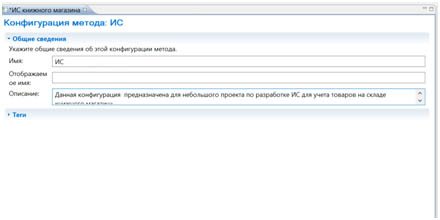 *ИС книжного магазина
Конфигурация метода: ИС
Общие сведения
Укажите общие сведения об этой конфигурации метода.
Имя:
ИС
Отображаем
ое имя:
Описание:
Данная конфигурация предназначена для небольшого проекта по разработке ИС для учета товаров на складе
книжного магазина
Теги